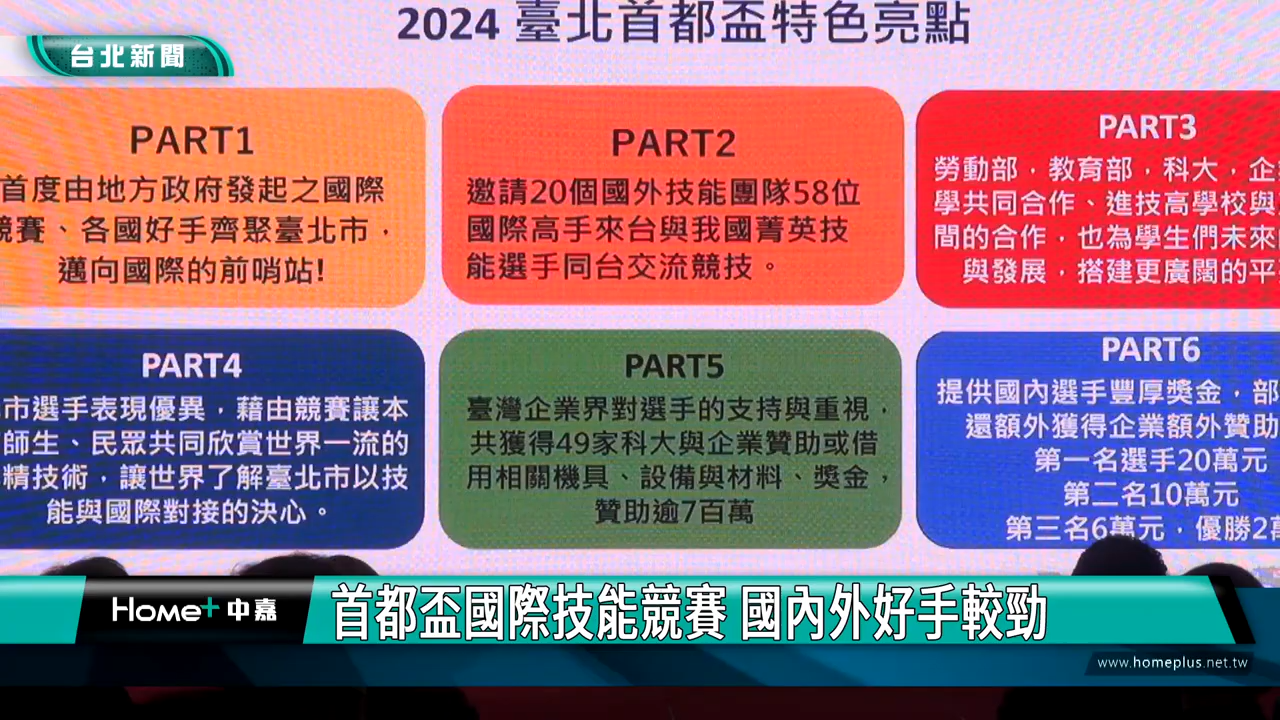 2024 臺北首都盃特色亮點
台北新聞
PART1
首度由地方政府發起之國際
競賽、各國好手齊聚臺北市，
邁向國際的前哨站!
PART2
邀請20個國外技能團隊58位
國際高手來台與我國菁英技
能選手同台交流競技。
PART3
勞動部，教育部，科大，企
學共同合作、進技高學校與
間的合作，也為學生們未來
與發展，搭建更廣闊的平
PART4
市選手表現優異，藉由競賽讓本
師生、民眾共同欣賞世界一流的
精技術，讓世界了解臺北市以技
能與國際對接的決心。
PART5
臺灣企業界對選手的支持與重視，
共獲得49家科大與企業贊助或借
用相關機具、設備與材料、獎金，
贊助逾7百萬
PART6
提供國內選手豐厚獎金，部
還額外獲得企業額外贊助
第一名選手20萬元
第二名10萬元
第三名6萬元，優勝2萬
Home+中嘉
首都盃國際技能競賽 國內外好手較勁
www.homeplus.net.tw